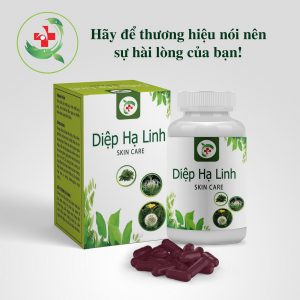 Hãy để thương hiệu nói nên
sự hài lòng của bạn!
Diệp Hạ Linh
SKIN CARE
Diệp Hạ Linh
SKIN CARE